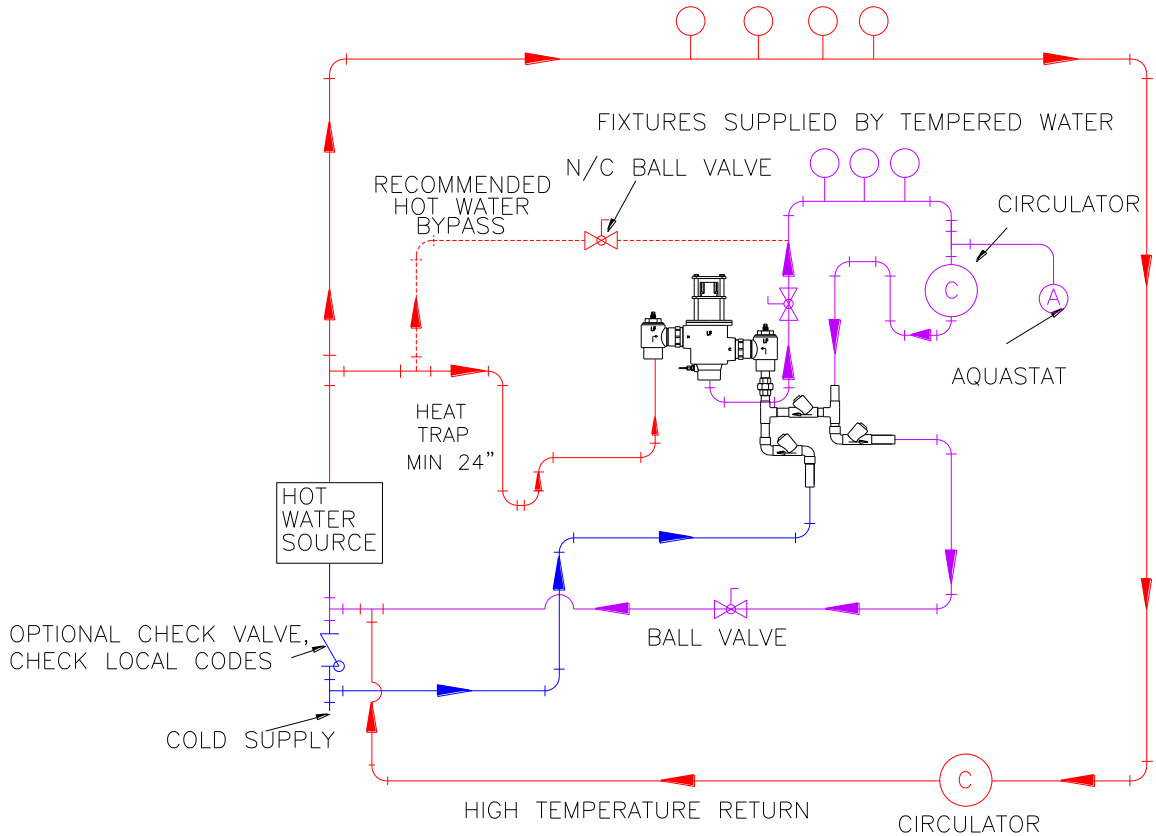 FIXTURES SUPPLIED BY TEMPERED WATER
N/C BALL VALVE
RECOMMENDED
HOT WATER
BYPASS
CIRCULATOR
C
A
AQUASTAT
HEAT
TRAP
MIN 24”
HOT
WATER
SOURCE
OPTIONAL CHECK VALVE,
CHECK LOCAL CODES
BALL VALVE
COLD SUPPLY
C
HIGH TEMPERATURE RETURN
CIRCULATOR